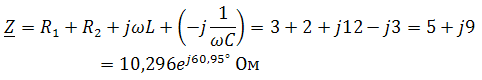 Z = R₁ + R₂ + jωL + (−j 1/ωC) = 3 + 2 + j12 − j3 = 5 + j9
= 10,296e^{j60,95°} Ом